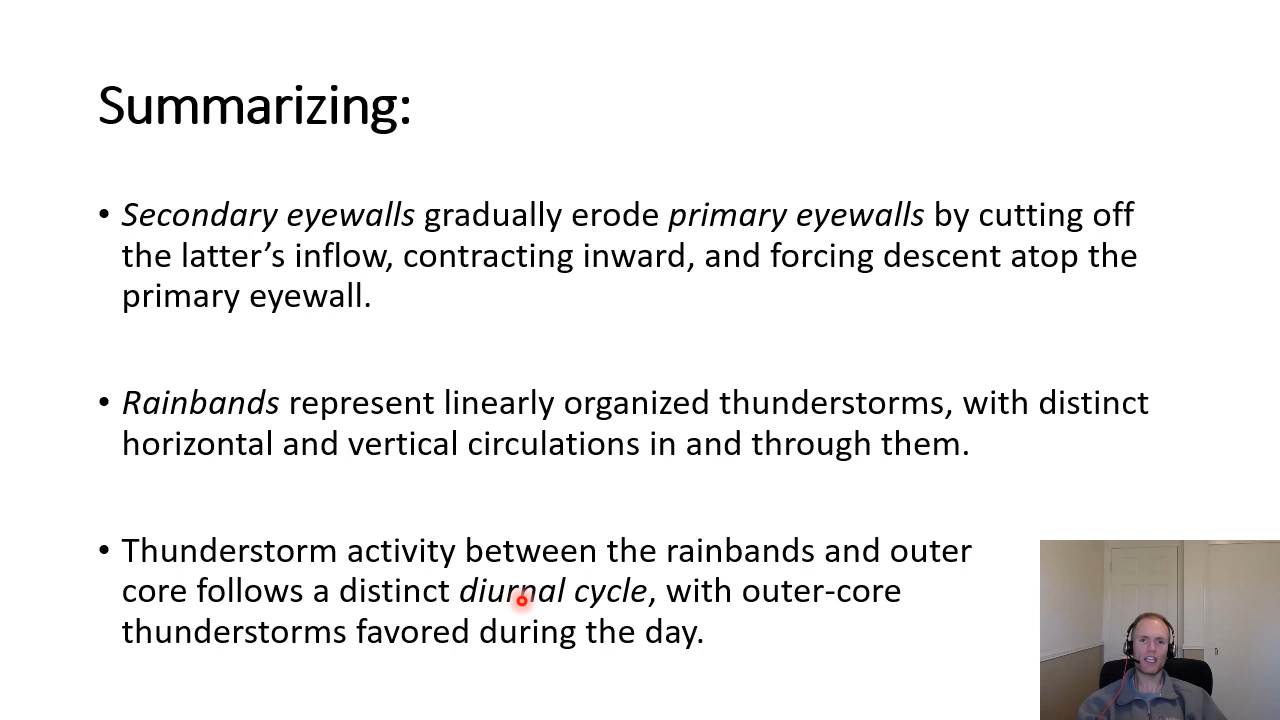 Summarizing:
• Secondary eyewalls gradually erode primary eyewalls by cutting off
the latter’s inflow, contracting inward, and forcing descent atop the
primary eyewall.
• Rainbands represent linearly organized thunderstorms, with distinct
horizontal and vertical circulations in and through them.
• Thunderstorm activity between the rainbands and outer
core follows a distinct diurnal cycle, with outer-core
thunderstorms favored during the day.